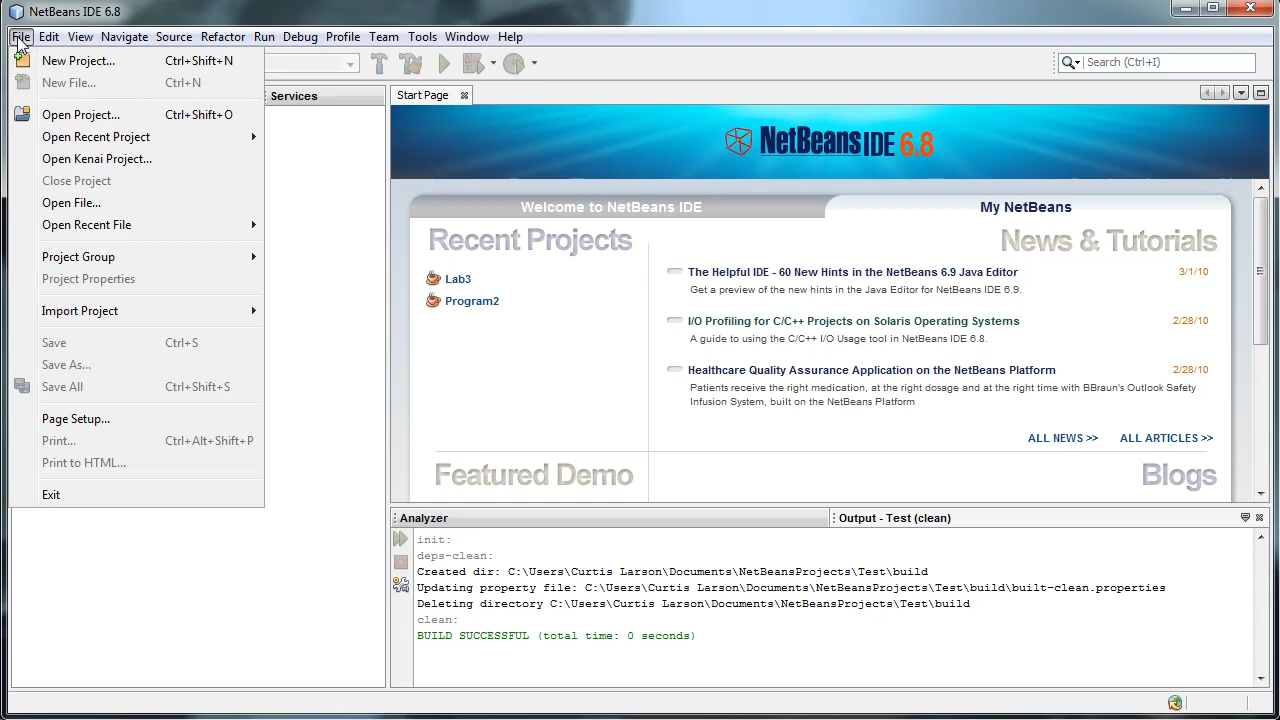 NetBeans IDE 6.8
File Edit View Navigate Source Refactor Run Debug Profile Team Tools Window Help
Search (Ctrl+I)
New Project... Ctrl+Shift+N
New File... Ctrl+N
Open Project... Ctrl+Shift+O
Open Recent Project
Open Kenai Project...
Close Project
Open File...
Open Recent File
Project Group
Project Properties
Import Project
Save Ctrl+S
Save As...
Save All Ctrl+Shift+S
Page Setup...
Print... Ctrl+Alt+Shift+P
Print to HTML...
Exit
Services
Start Page
NetBeans IDE 6.8
Welcome to NetBeans IDE
My NetBeans
Recent Projects
Lab3
Program2
News & Tutorials
The Helpful IDE - 60 New Hints in the NetBeans 6.9 Java Editor 3/1/10
Get a preview of the new hints in the Java Editor for NetBeans IDE 6.9.
I/O Profiling for C/C++ Projects on Solaris Operating Systems 2/28/10
A guide to using the C/C++ I/O Usage tool in NetBeans IDE 6.8.
Healthcare Quality Assurance Application on the NetBeans Platform 2/28/10
Patients receive the right medication, at the right dosage and at the right time with BBraun's Outlook Safety
Infusion System, built on the NetBeans Platform
ALL NEWS >> ALL ARTICLES >>
Featured Demo
Blogs
Analyzer
Output - Test (clean)
init:
deps-clean:
Created dir: C:\Users\Curtis Larson\Documents\NetBeansProjects\Test\build
Updating property file: C:\Users\Curtis Larson\Documents\NetBeansProjects\Test\build\built-clean.properties
Deleting directory C:\Users\Curtis Larson\Documents\NetBeansProjects\Test\build
clean:
BUILD SUCCESSFUL (total time: 0 seconds)